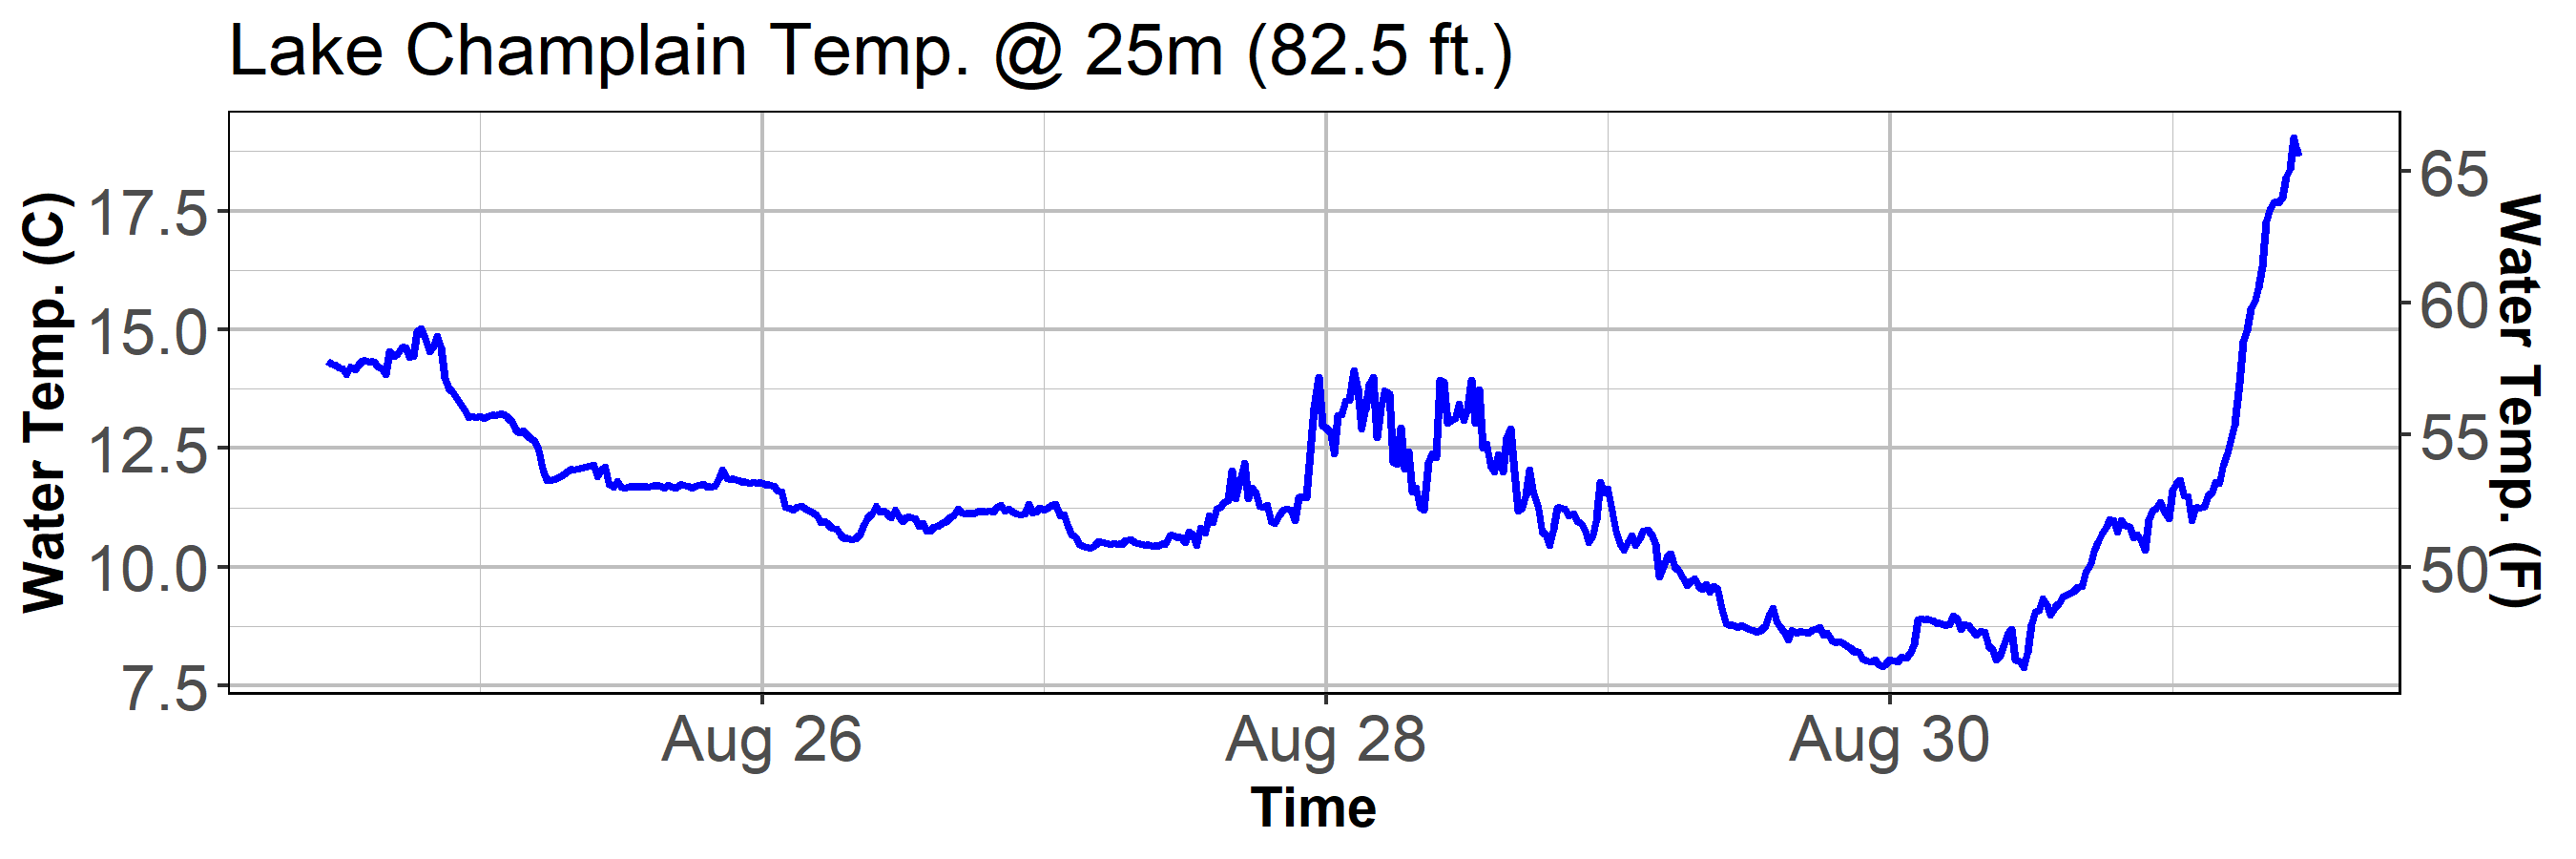 Lake Champlain Temp. @ 25m (82.5 ft.)
Water Temp. (C)
17.5
15.0
12.5
10.0
7.5
65
60
55
50
Water Temp. (F)
Aug 26
Aug 28
Aug 30
Time